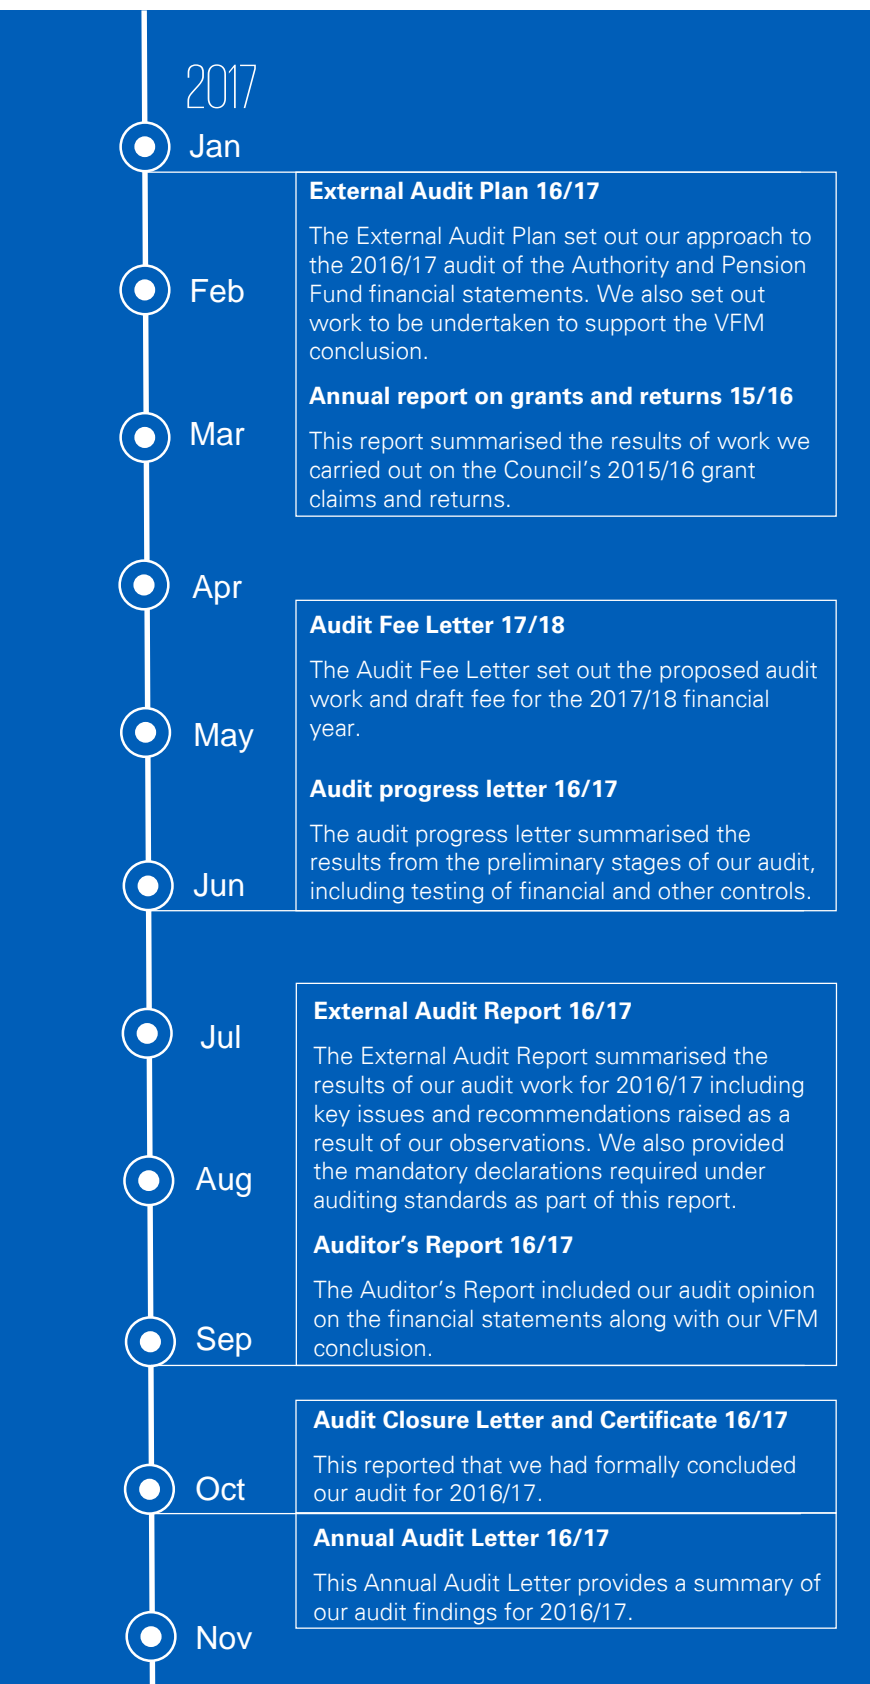 2017
Jan
External Audit Plan 16/17
The External Audit Plan set out our approach to
the 2016/17 audit of the Authority and Pension
Fund financial statements. We also set out
work to be undertaken to support the VFM
conclusion.
Feb
Annual report on grants and returns 15/16
This report summarised the results of work we
carried out on the Council's 2015/16 grant
claims and returns.
Mar
Apr
Audit Fee Letter 17/18
The Audit Fee Letter set out the proposed audit
work and draft fee for the 2017/18 financial
year.
May
Audit progress letter 16/17
The audit progress letter summarised the
results from the preliminary stages of our audit,
including testing of financial and other controls.
Jun
External Audit Report 16/17
Jul
The External Audit Report summarised the
results of our audit work for 2016/17 including
key issues and recommendations raised as a
result of our observations. We also provided
the mandatory declarations required under
auditing standards as part of this report.
Aug
Auditor's Report 16/17
The Auditor's Report included our audit opinion
on the financial statements along with our VFM
conclusion.
Sep
Audit Closure Letter and Certificate 16/17
This reported that we had formally concluded
our audit for 2016/17.
Oct
Annual Audit Letter 16/17
This Annual Audit Letter provides a summary of
our audit findings for 2016/17.
Nov